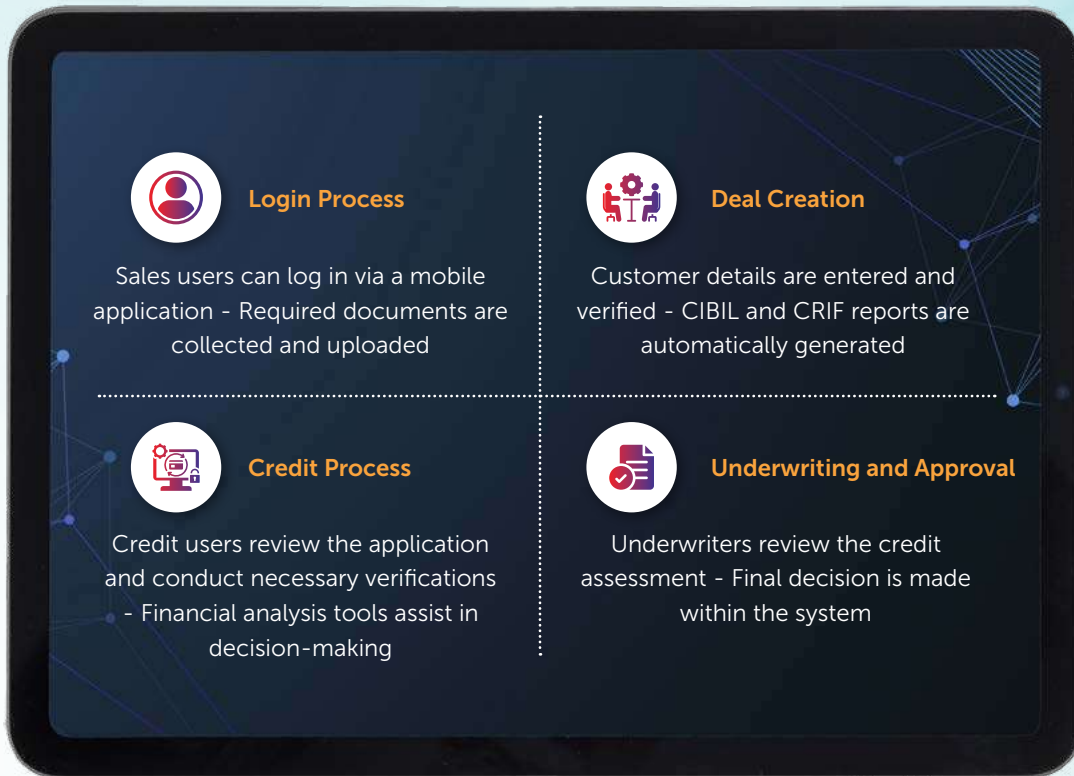 Login Process
Sales users can log in via a mobile
application - Required documents are
collected and uploaded
Deal Creation
Customer details are entered and
verified - CIBIL and CRIF reports are
automatically generated
Credit Process
Credit users review the application
and conduct necessary verifications
- Financial analysis tools assist in
decision-making
Underwriting and Approval
Underwriters review the credit
assessment - Final decision is made
within the system